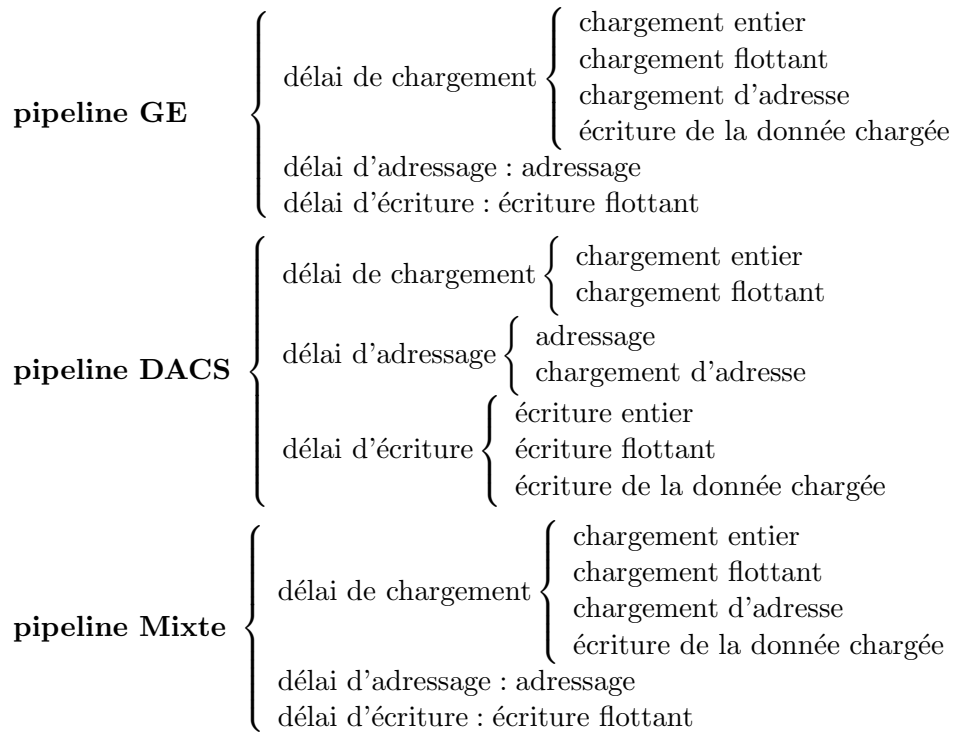 chargement entier
chargement flottant
délai de chargement
chargement d'adresse
écriture de la donnée chargée
pipeline GE
délai d'adressage : adressage
délai d'écriture : écriture flottant
chargement entier
délai de chargement
chargement flottant
adressage
délai d'adressage
chargement d'adresse
pipeline DACS
écriture entier
délai d'écriture
écriture flottant
écriture de la donnée chargée
chargement entier
chargement flottant
délai de chargement
chargement d'adresse
écriture de la donnée chargée
pipeline Mixte
délai d'adressage : adressage
délai d'écriture : écriture flottant